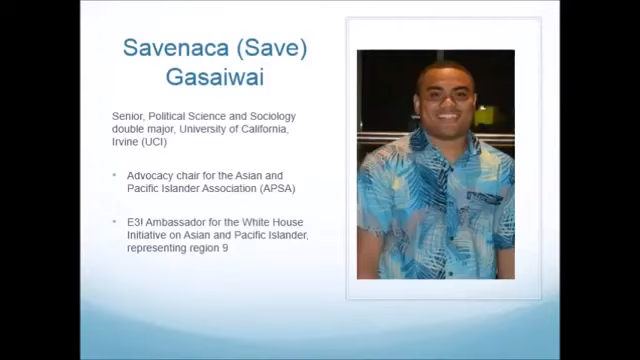 Savenaca (Save)
Gasaiwai
Senior, Political Science and Sociology
double major, University of California,
Irvine (UCI)
• Advocacy chair for the Asian and
Pacific Islander Association (APSA)
• E3! Ambassador for the White House
Initiative on Asian and Pacific Islander,
representing region 9